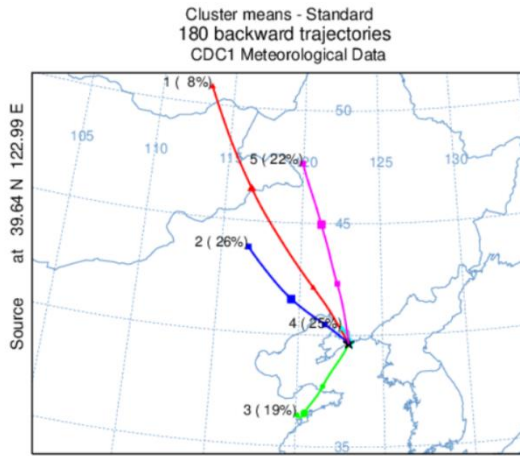 Cluster means - Standard
180 backward trajectories
CDC1 Meteorological Data
Source at 39.64 N 122.99 E
1 ( 8%)
50
105
110
115
5 (22%)
120
125
130
45
2 (26%)
4 (25%)
3 (19%)
35